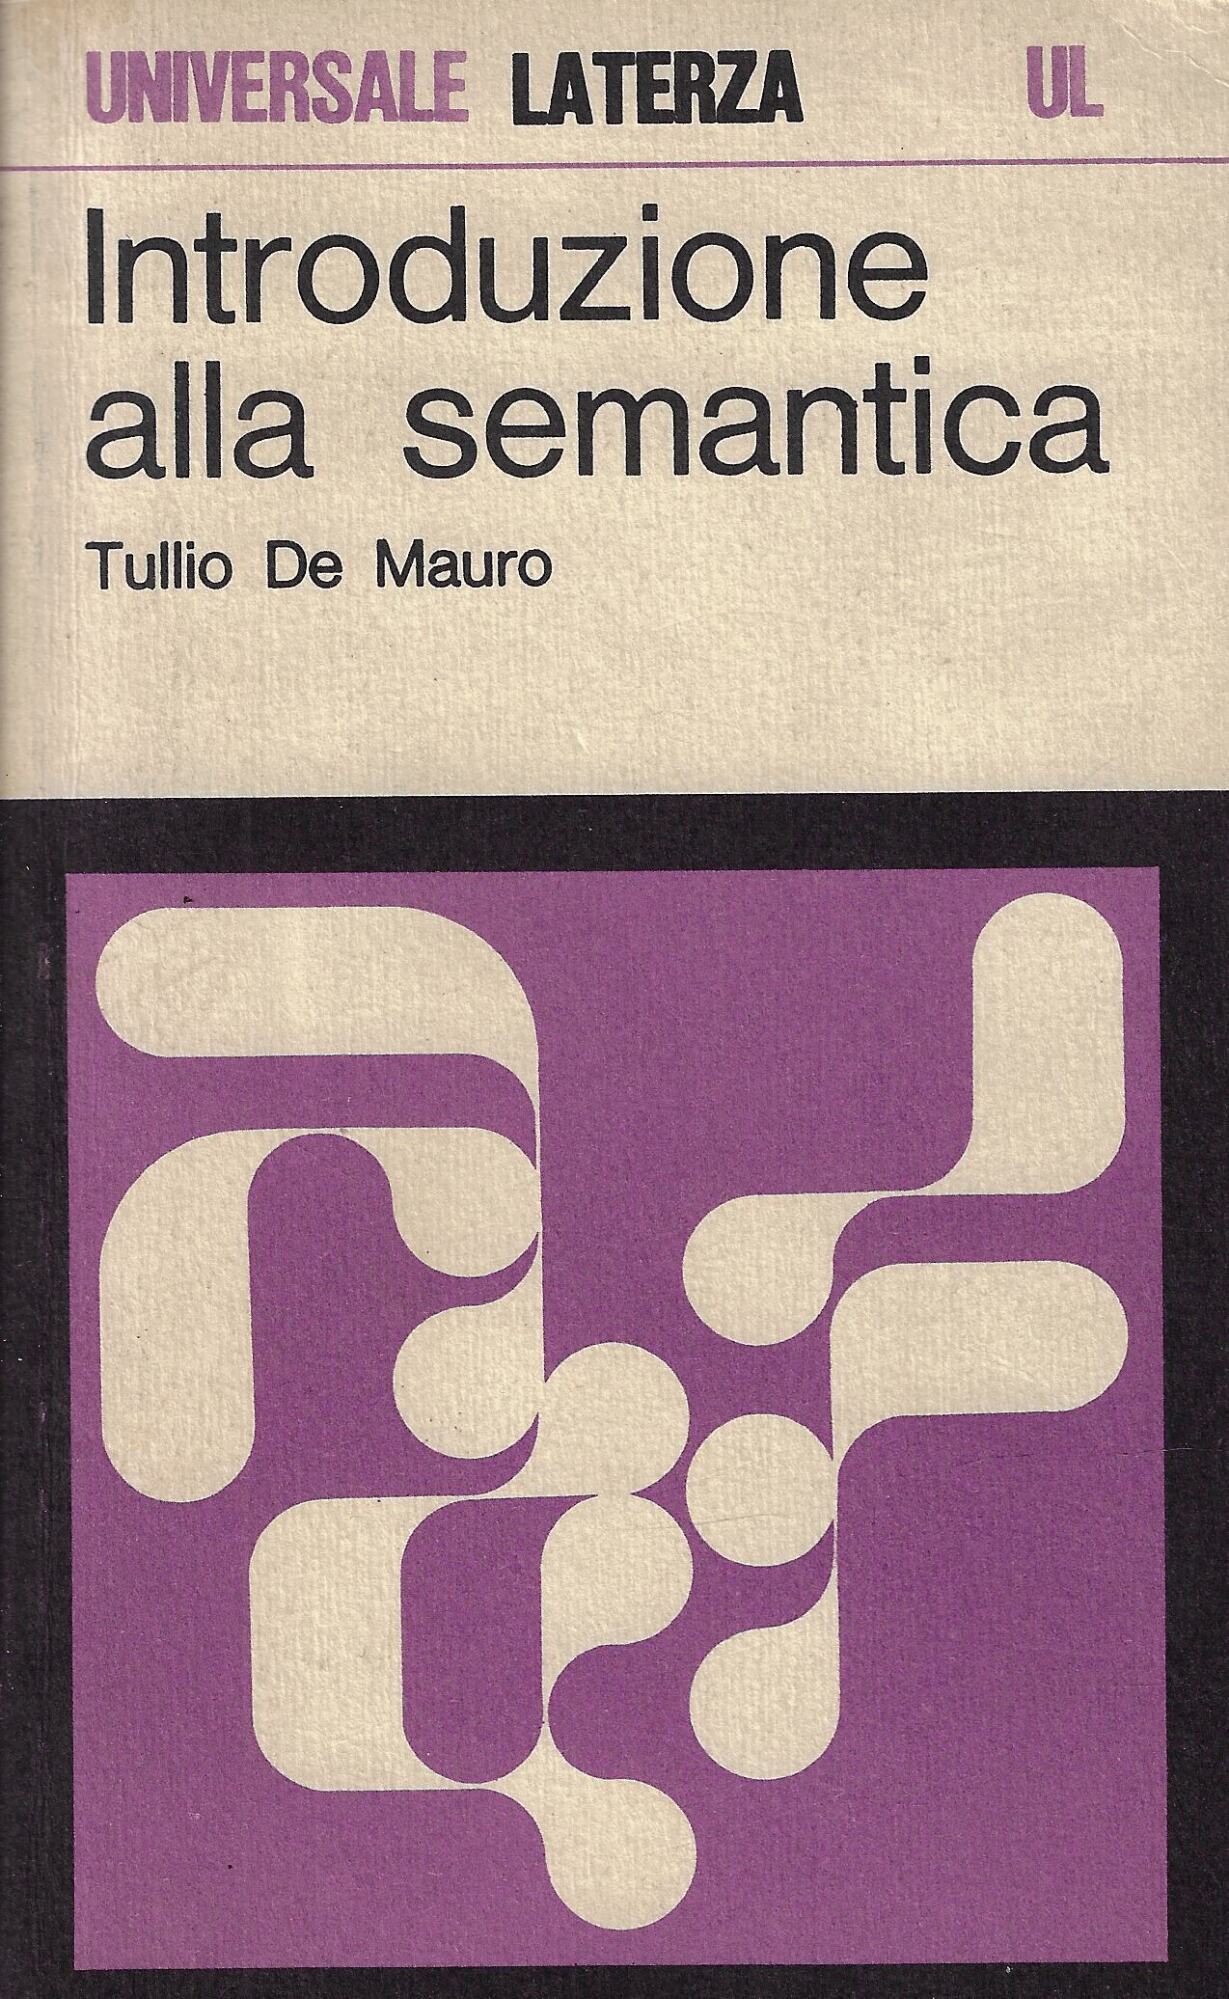 UNIVERSALE LATERZA UL
Introduzione
alla semantica
Tullio De Mauro